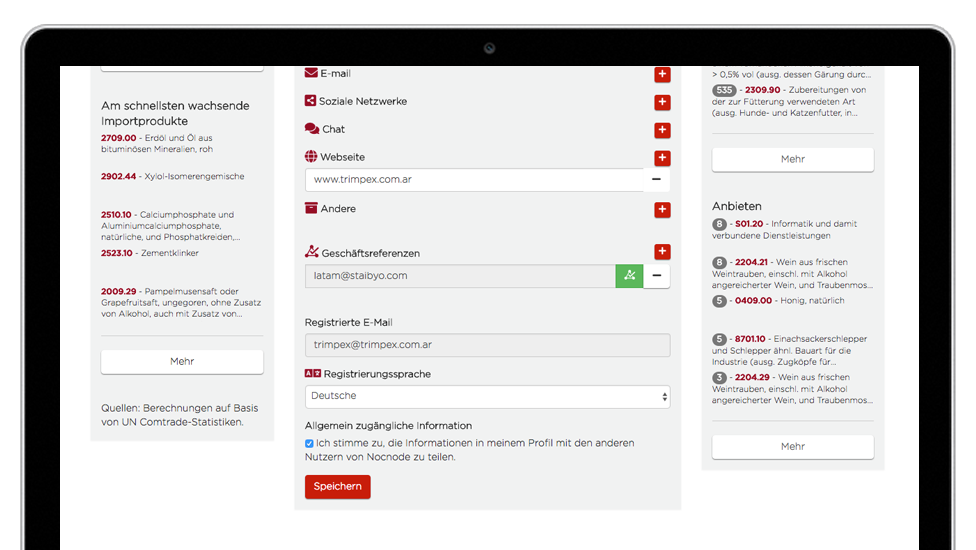 Am schnellsten wachsende
Importprodukte
2709.00 - Erdöl und Öl aus
bituminösen Mineralien, roh
2902.44 - Xylol-Isomerengemische
2510.10 - Calciumphosphate und
Aluminiumcalciumphosphate,
natürliche, und Phosphatkreiden,...
2523.10 - Zementklinker
2009.29 - Pampelmusensaft oder
Grapefruitsaft, ungegoren, ohne Zusatz
von Alkohol, auch mit Zusatz von...
Mehr
Quellen: Berechnungen auf Basis
von UN Comtrade-Statistiken.
E-mail
Soziale Netzwerke
Chat
Webseite
www.trimpex.com.ar
Andere
Geschäftsreferenzen
latam@staibyo.com
Registrierte E-Mail
trimpex@trimpex.com.ar
Registrierungssprache
Deutsche
Allgemein zugängliche Information
Ich stimme zu, die Informationen in meinem Profil mit den anderen
Nutzern von Nocnode zu teilen.
Speichern
> 0,5% vol (ausg. dessen Gärung durc...
535 - 2309.90 - Zubereitungen von
der zur Fütterung verwendeten Art
(ausg. Hunde- und Katzenfutter, in...
Mehr
Anbieten
8 - S01.20 - Informatik und damit
verbundene Dienstleistungen
8 - 2204.21 - Wein aus frischen
Weintrauben, einschl. mit Alkohol
angereicherter Wein, und Traubenmos...
5 - 0409.00 - Honig, natürlich
5 - 8701.10 - Einachsackerschlepper
und Schlepper ähnl. Bauart für die
Industrie (ausg. Zugköpfe für...
3 - 2204.29 - Wein aus frischen
Weintrauben, einschl. mit Alkohol
angereicherter Wein, und Traubenmos...
Mehr